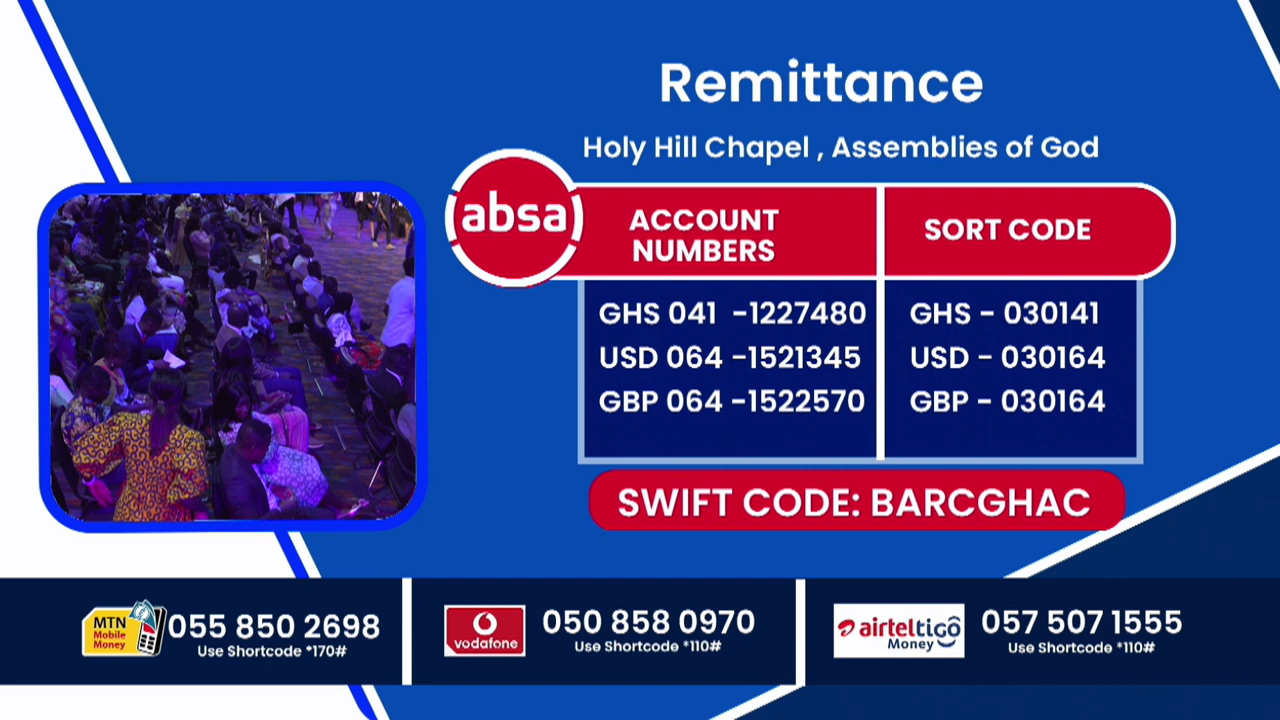 Remittance
Holy Hill Chapel , Assemblies of God
absa
ACCOUNT
NUMBERS
SORT CODE
GHS 041 -1227480
GHS - 030141
USD 064 -1521345
USD - 030164
GBP 064 -1522570
GBP - 030164
SWIFT CODE: BARCGHAC
MTN
Mobile
Money
055 850 2698
Use Shortcode *170#
vodafone
050 858 0970
Use Shortcode *110#
airteltigo
Money
057 507 1555
Use Shortcode *110#